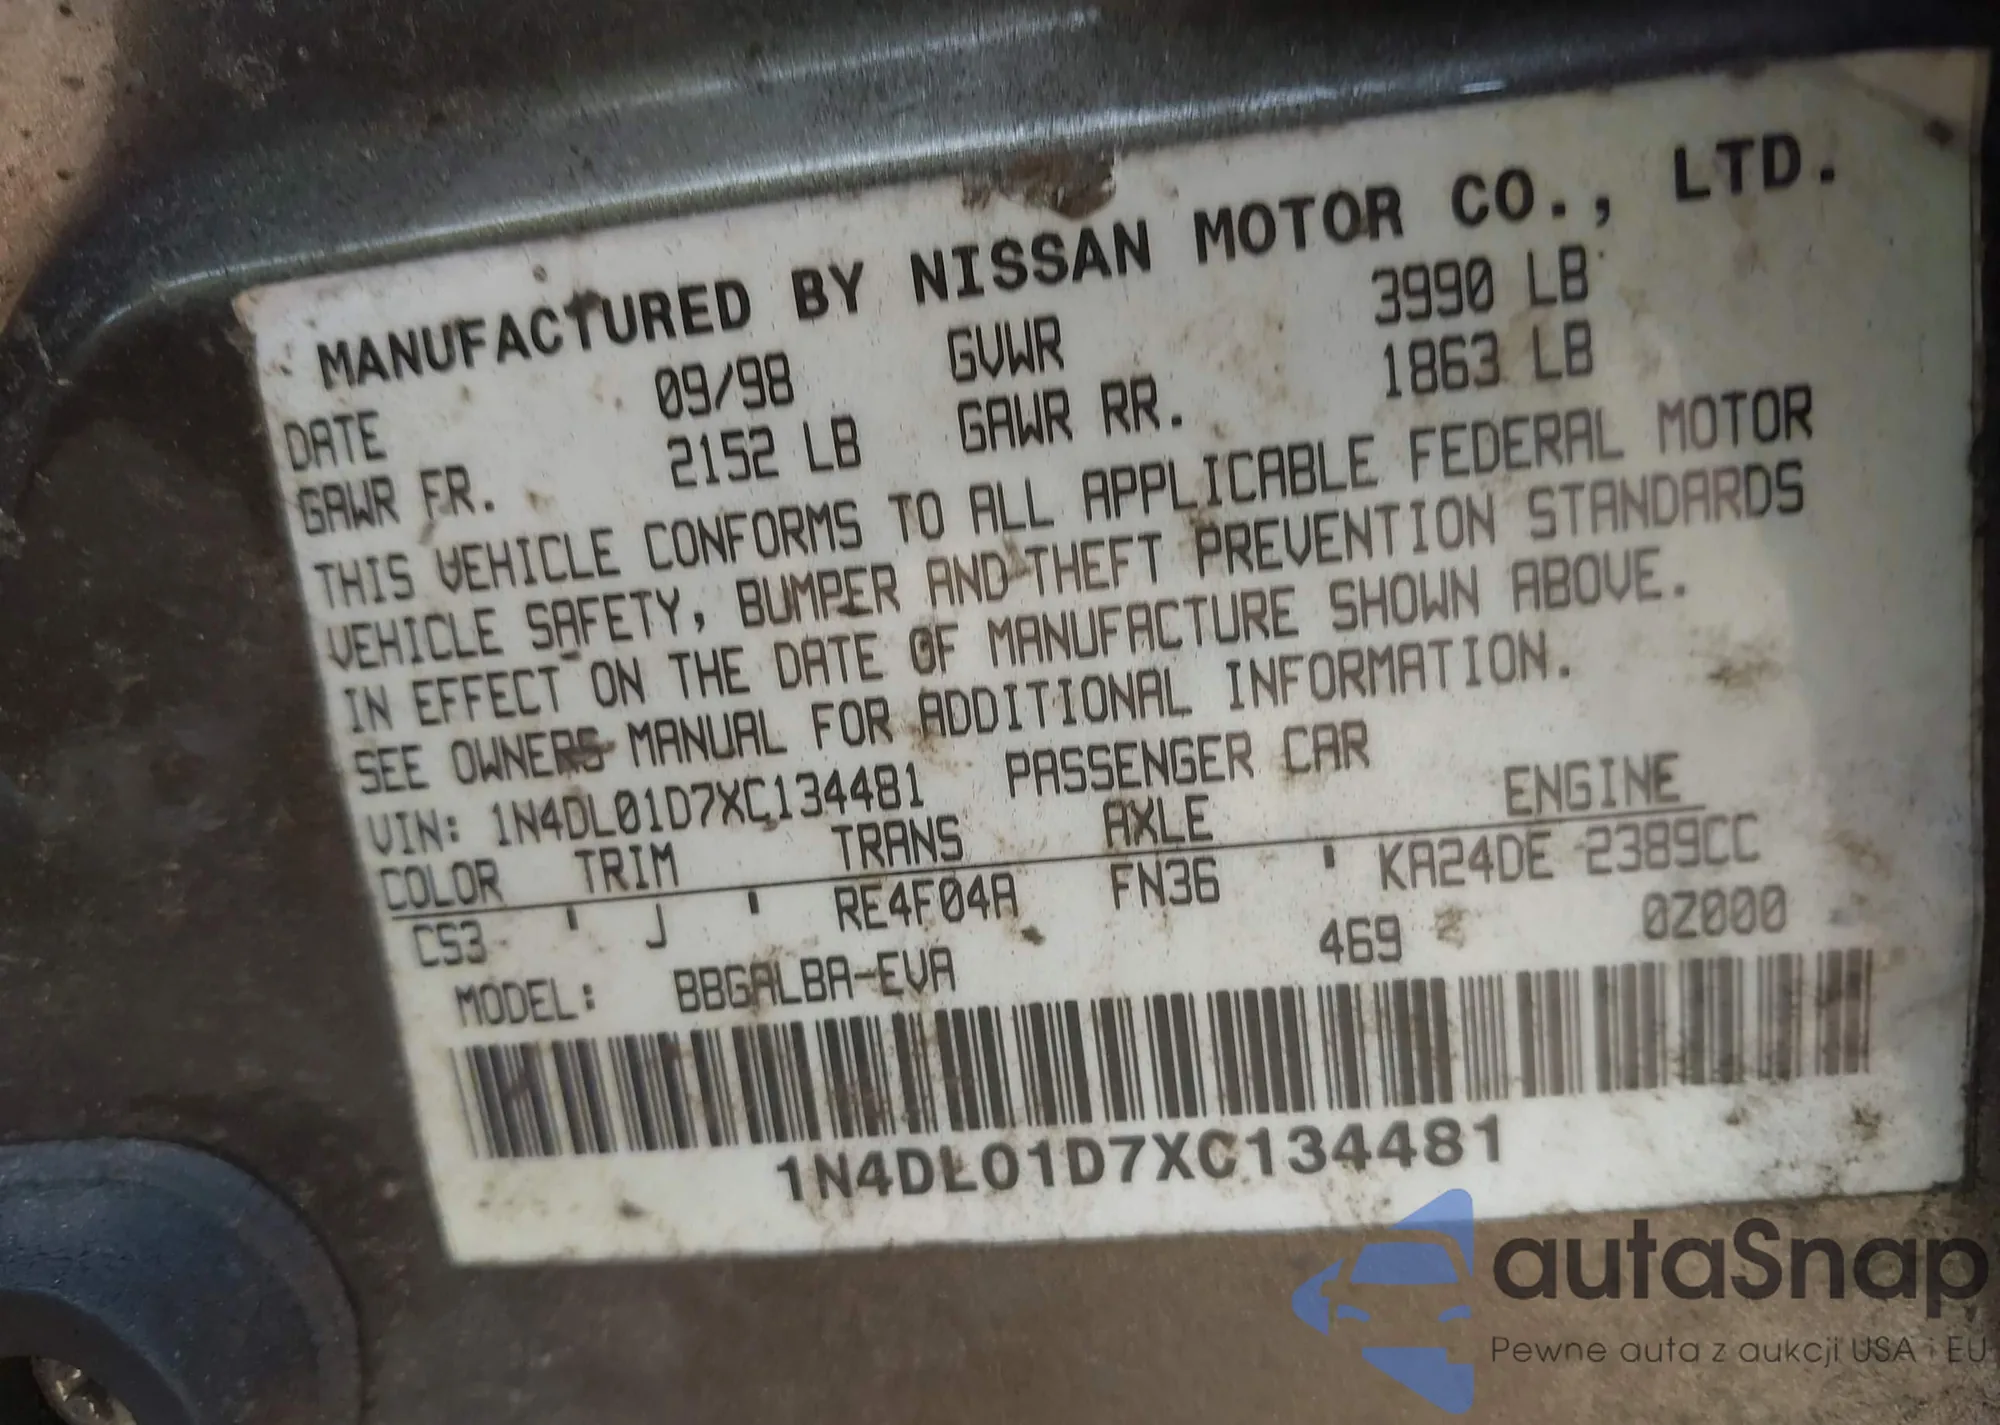 MANUFACTURED BY NISSAN MOTOR CO., LTD.
DATE 09/98 GVWR 3990 LB
GAWR FR. 2152 LB GAWR RR. 1863 LB
THIS VEHICLE CONFORMS TO ALL APPLICABLE FEDERAL MOTOR
VEHICLE SAFETY, BUMPER AND THEFT PREVENTION STANDARDS
IN EFFECT ON THE DATE OF MANUFACTURE SHOWN ABOVE.
SEE OWNERS MANUAL FOR ADDITIONAL INFORMATION.
VIN: 1N4DL01D7XC134481 PASSENGER CAR
COLOR TRIM TRANS AXLE ENGINE
CS3 ' J ' RE4F04A FN36 ' KA24DE 2389CC
MODEL: BBGALBA-EVA 469 0Z000
1N4DL01D7XC134481
autaSnap
Pewne auta z aukcji USA i EU